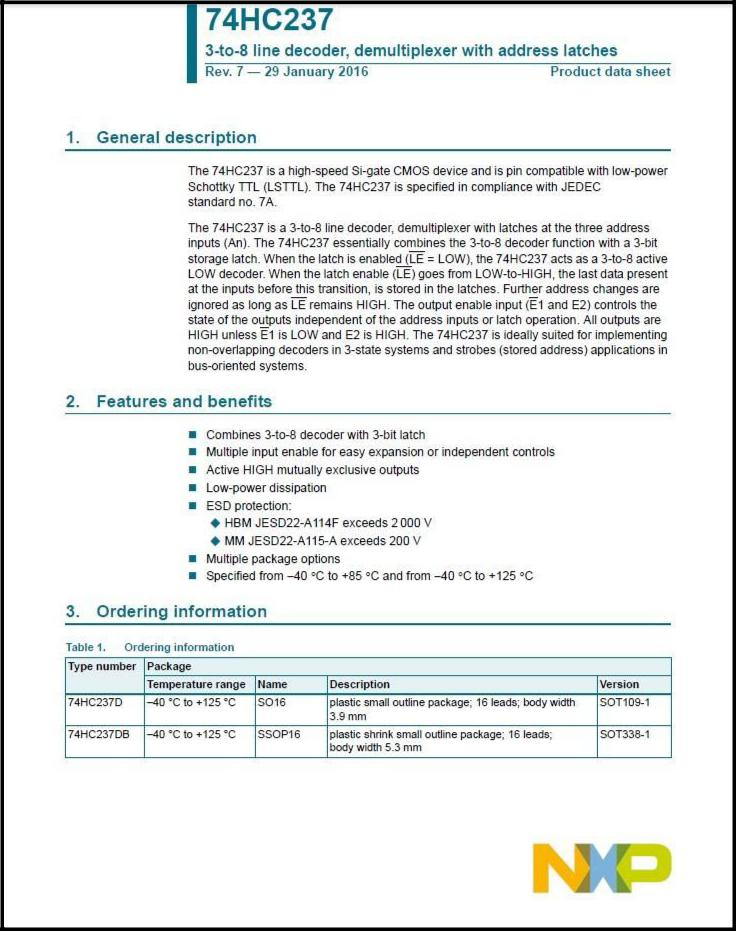 74HC237
3-to-8 line decoder, demultiplexer with address latches
Rev. 7 — 29 January 2016 Product data sheet
1. General description
The 74HC237 is a high-speed Si-gate CMOS device and is pin compatible with low-power
Schottky TTL (LSTTL). The 74HC237 is specified in compliance with JEDEC
standard no. 7A.
The 74HC237 is a 3-to-8 line decoder, demultiplexer with latches at the three address
inputs (An). The 74HC237 essentially combines the 3-to-8 decoder function with a 3-bit
storage latch. When the latch is enabled (L̅E̅ = LOW), the 74HC237 acts as a 3-to-8 active
LOW decoder. When the latch enable (L̅E̅) goes from LOW-to-HIGH, the last data present
at the inputs before this transition, is stored in the latches. Further address changes are
ignored as long as L̅E̅ remains HIGH. The output enable input (E̅1 and E2) controls the
state of the outputs independent of the address inputs or latch operation. All outputs are
HIGH unless E̅1 is LOW and E2 is HIGH. The 74HC237 is ideally suited for implementing
non-overlapping decoders in 3-state systems and strobes (stored address) applications in
bus-oriented systems.
2. Features and benefits
■ Combines 3-to-8 decoder with 3-bit latch
■ Multiple input enable for easy expansion or independent controls
■ Active HIGH mutually exclusive outputs
■ Low-power dissipation
■ ESD protection:
◆ HBM JESD22-A114F exceeds 2 000 V
◆ MM JESD22-A115-A exceeds 200 V
■ Multiple package options
■ Specified from –40 °C to +85 °C and from –40 °C to +125 °C
3. Ordering information
Table 1. Ordering information
Type number Package
Temperature range Name Description Version
74HC237D –40 °C to +125 °C SO16 plastic small outline package; 16 leads; body width SOT109-1
3.9 mm
74HC237DB –40 °C to +125 °C SSOP16 plastic shrink small outline package; 16 leads; SOT338-1
body width 5.3 mm
NXP